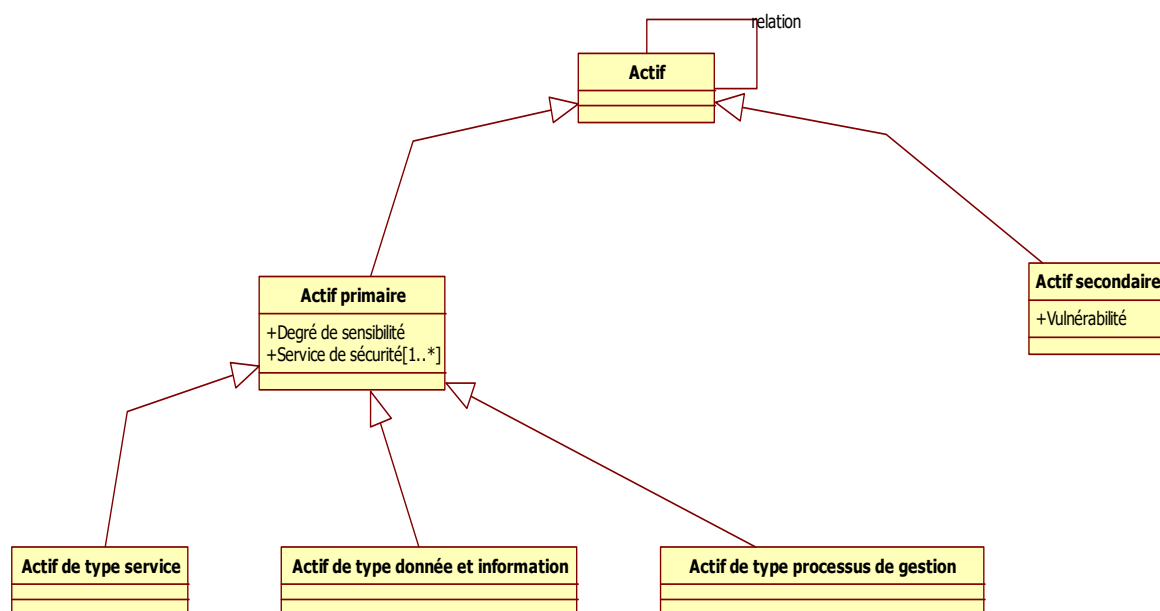 relation
Actif
Actif primaire
+Degré de sensibilité
+Service de sécurité[1..*]
Actif secondaire
+Vulnérabilité
Actif de type service
Actif de type donnée et information
Actif de type processus de gestion